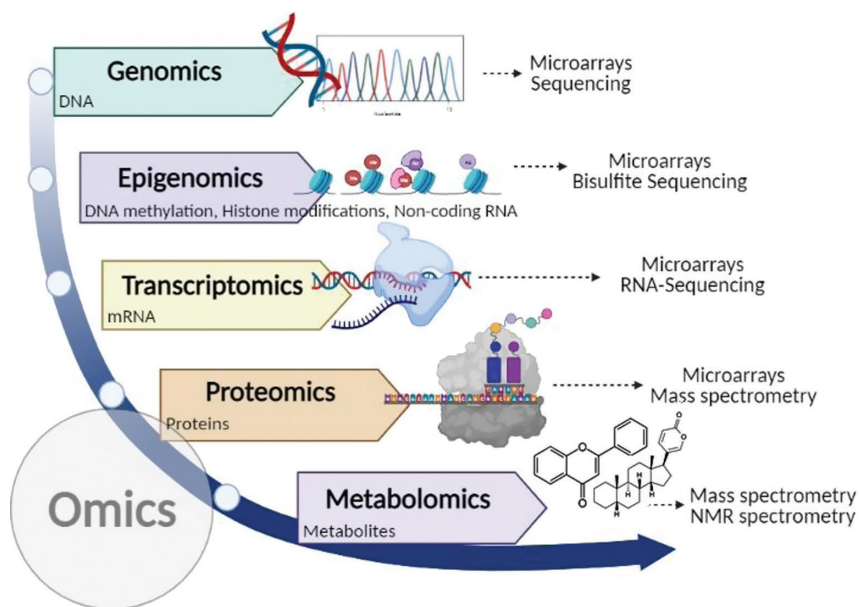 Genomics
DNA
Microarrays
Sequencing
Epigenomics
DNA methylation, Histone modifications, Non-coding RNA
Microarrays
Bisulfite Sequencing
Transcriptomics
mRNA
Microarrays
RNA-Sequencing
Proteomics
Proteins
Microarrays
Mass spectrometry
Omics
Metabolomics
Metabolites
O
O
O
H
H
H
H
O
O
Mass spectrometry
NMR spectrometry